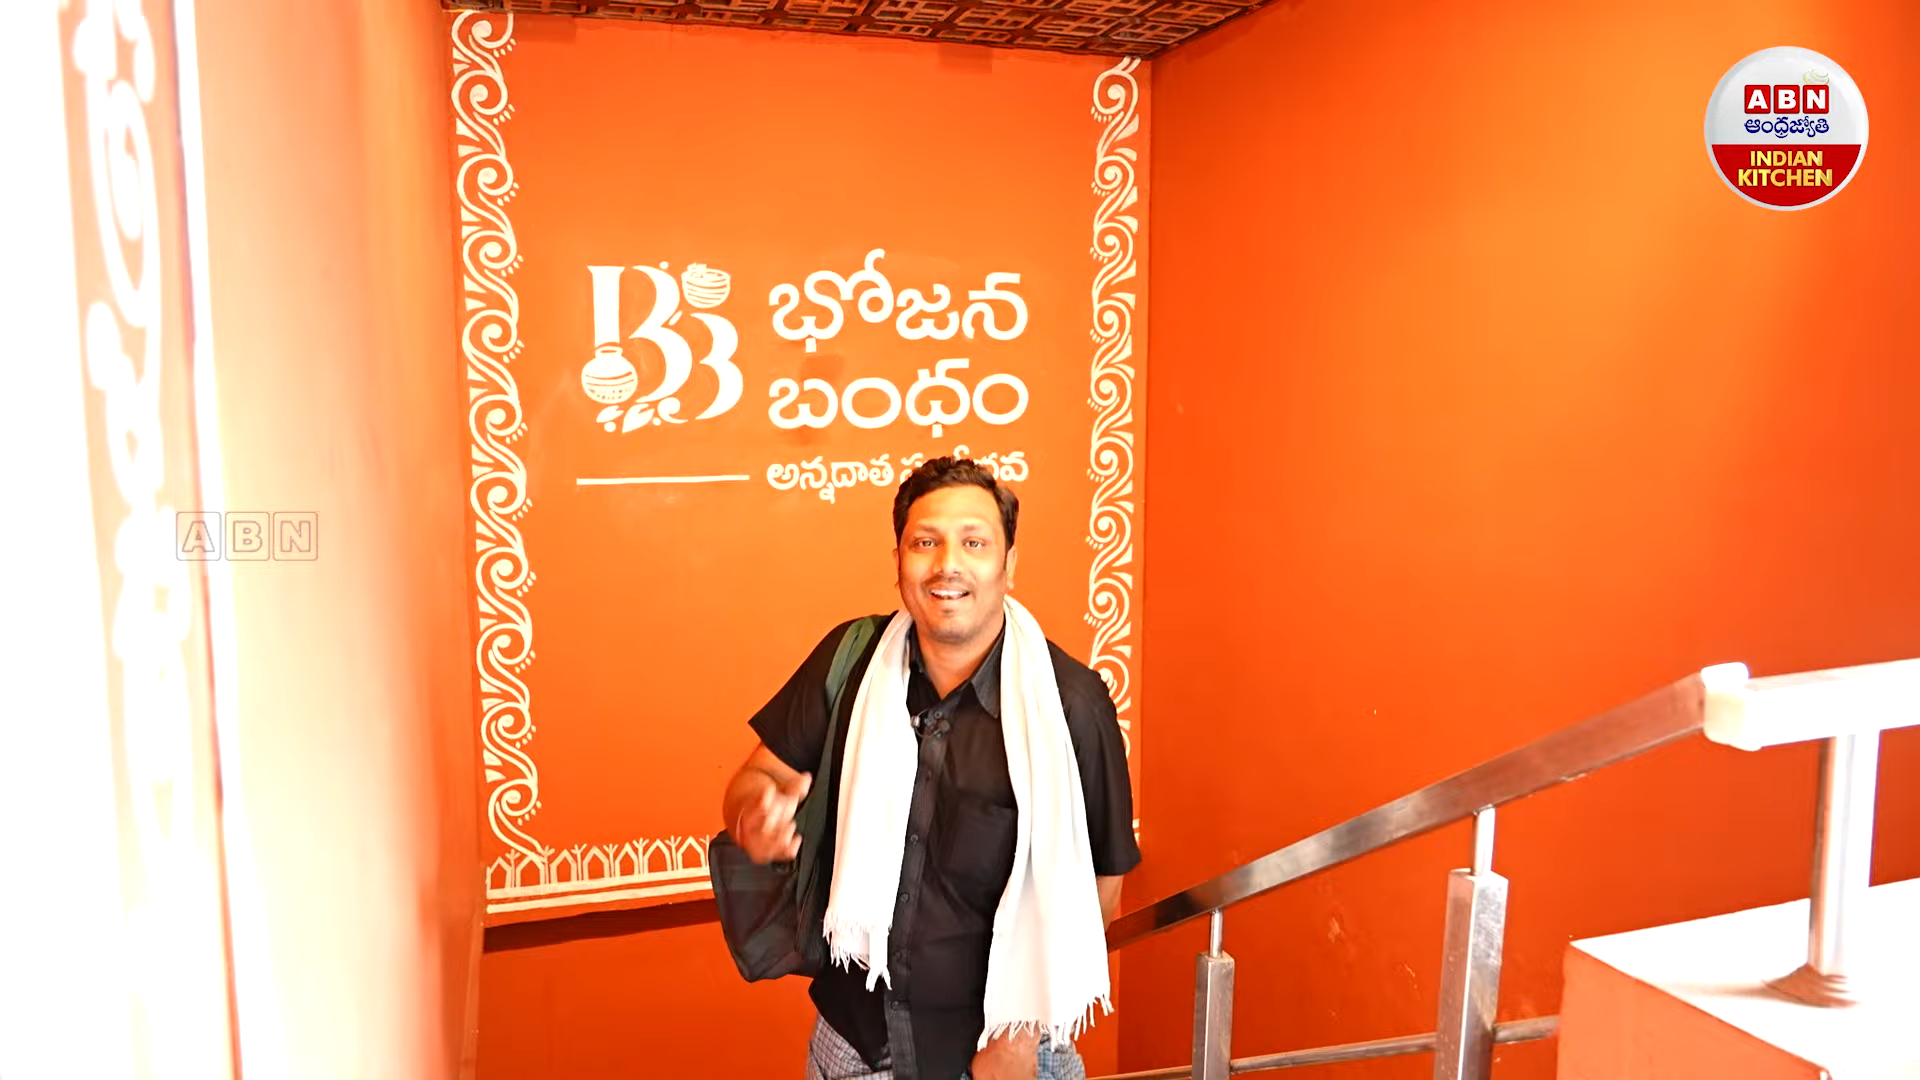 ABN
ఆంధ్రజ్యోతి
INDIAN
KITCHEN
BB
భోజన
బంధం
అన్నదాత
ABN